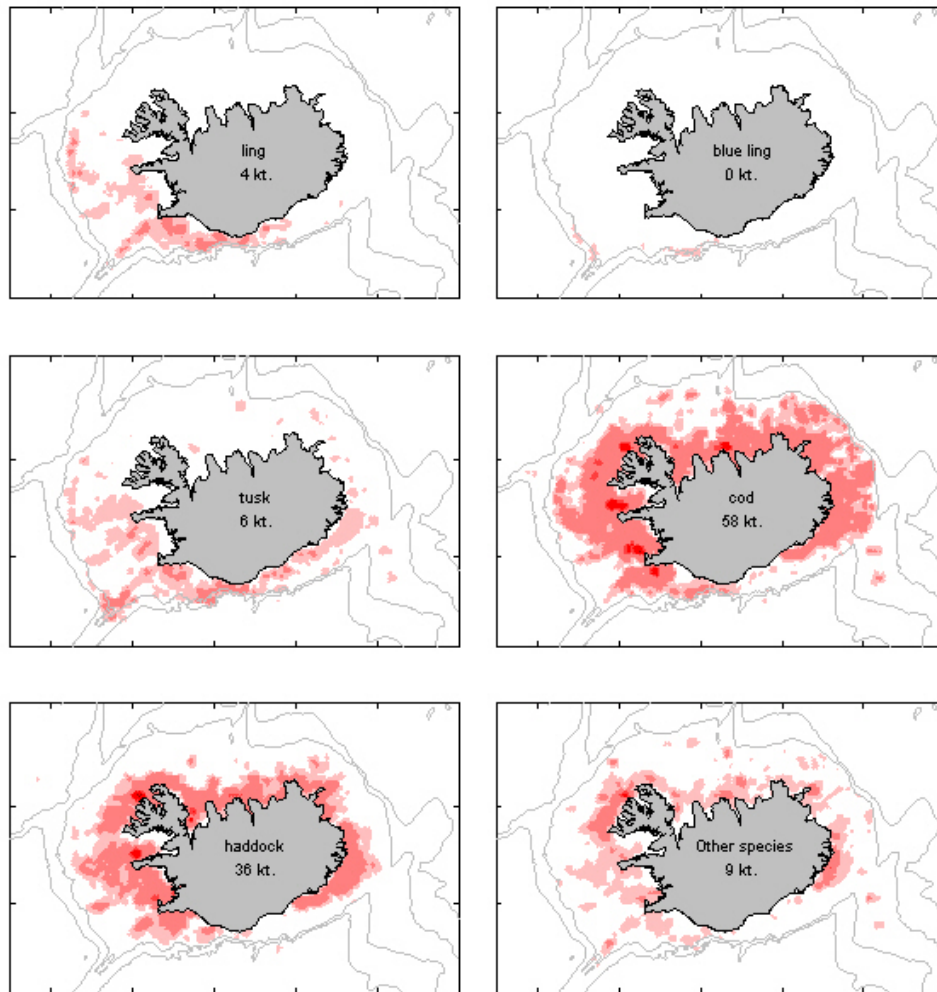 ling
4 kt.
blue ling
0 kt.
tusk
6 kt.
cod
58 kt.
haddock
36 kt.
Other species
9 kt.